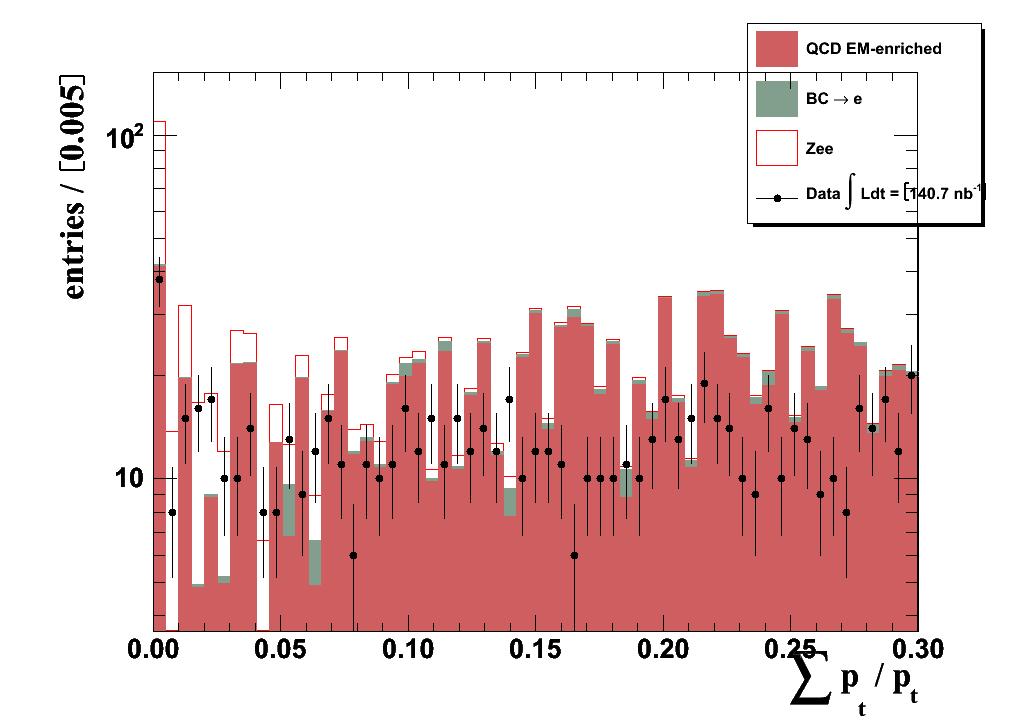 QCD EM-enriched
BC → e
Zee
Data ∫ Ldt = [140.7 nb⁻¹]
entries / [0.005]
10²
10
0.00 0.05 0.10 0.15 0.20 0.25 0.30
∑ pₜ / pₜ